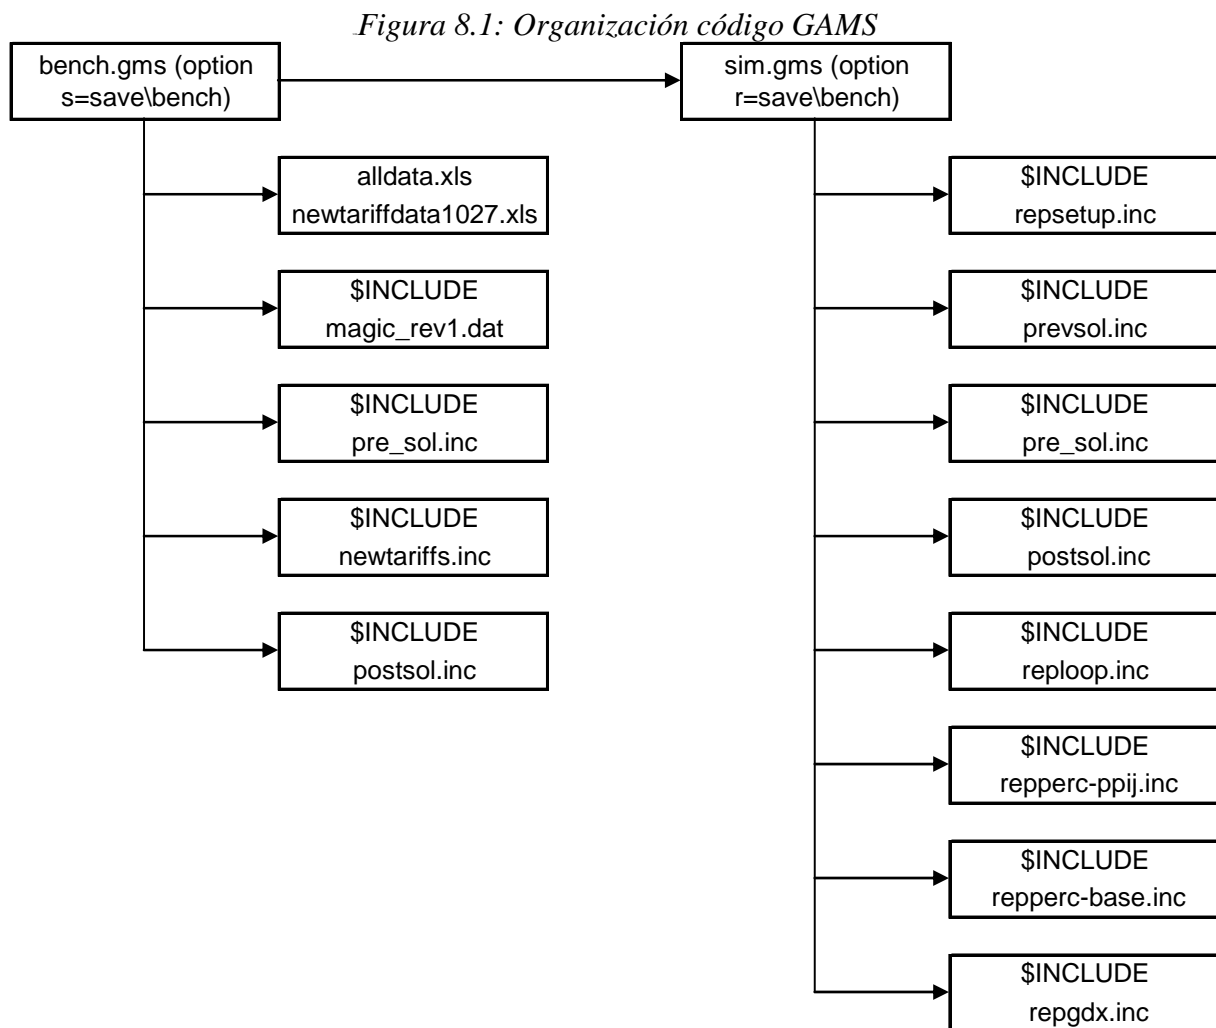 Figura 8.1: Organización código GAMS
bench.gms (option
s=save\bench)
sim.gms (option
r=save\bench)
alldata.xls
newtariffdata1027.xls
$INCLUDE
magic_rev1.dat
$INCLUDE
pre_sol.inc
$INCLUDE
newtariffs.inc
$INCLUDE
postsol.inc
$INCLUDE
repsetup.inc
$INCLUDE
prevsol.inc
$INCLUDE
pre_sol.inc
$INCLUDE
postsol.inc
$INCLUDE
reploop.inc
$INCLUDE
repperc-ppij.inc
$INCLUDE
repperc-base.inc
$INCLUDE
repgdx.inc